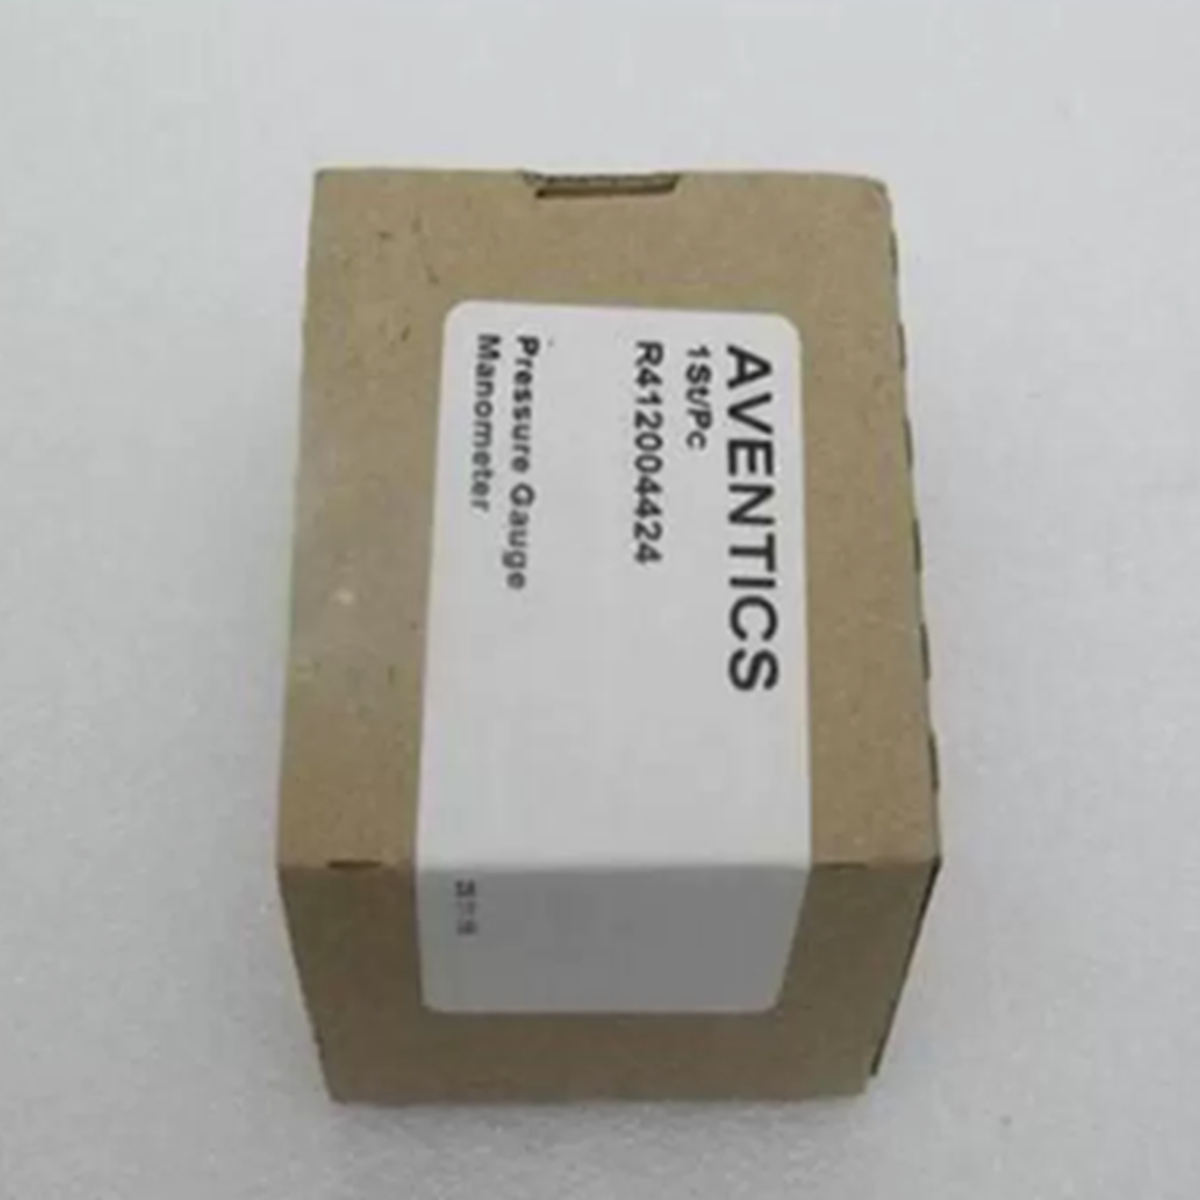 AVENTICS
1St/Pc
R412004424
Pressure Gauge
Manometer